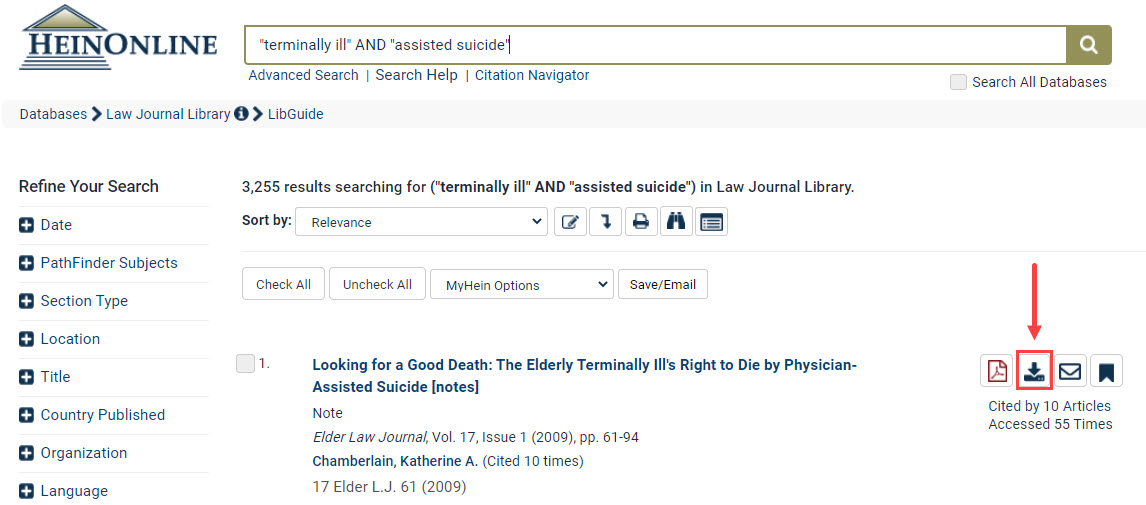 HEINONLINE
"terminally ill" AND "assisted suicide"
Advanced Search | Search Help | Citation Navigator
Search All Databases
Databases Law Journal Library LibGuide
Refine Your Search
Date
PathFinder Subjects
Section Type
Location
Title
Country Published
Organization
Language
3,255 results searching for ("terminally ill" AND "assisted suicide") in Law Journal Library.
Sort by: Relevance
Check All Uncheck All MyHein Options Save/Email
1. Looking for a Good Death: The Elderly Terminally Ill's Right to Die by Physician-
Assisted Suicide [notes]
Note
Elder Law Journal, Vol. 17, Issue 1 (2009), pp. 61-94
Chamberlain, Katherine A. (Cited 10 times)
17 Elder L.J. 61 (2009)
Cited by 10 Articles
Accessed 55 Times